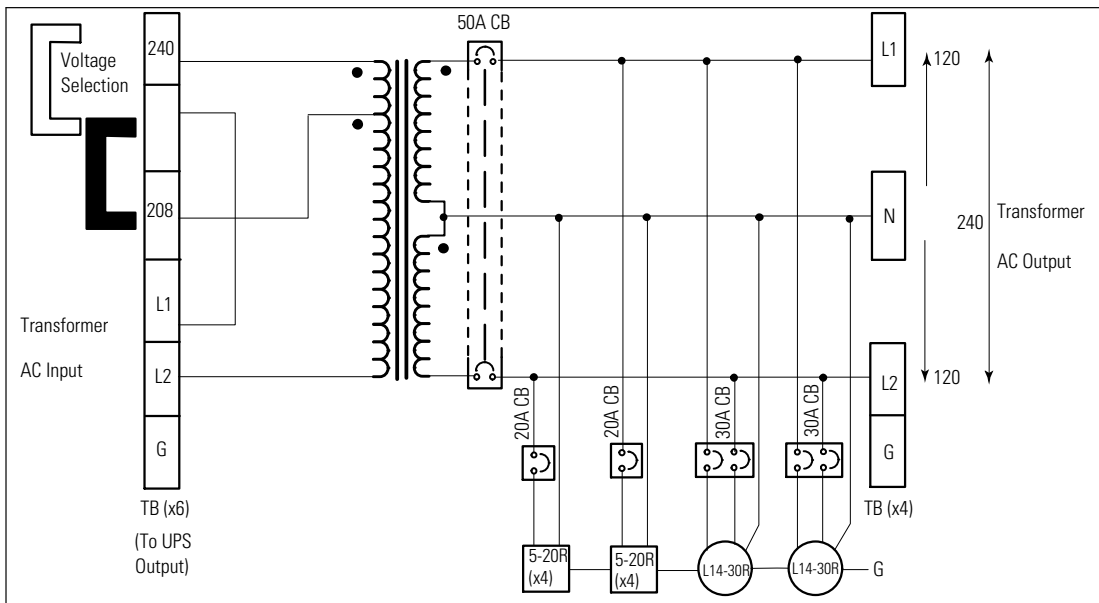 50A CB
Voltage
Selection
240
208
L1
L2
G
Transformer
AC Input
TB (x6)
(To UPS
Output)
L1
120
N
240
Transformer
AC Output
L2
120
G
TB (x4)
20A CB
20A CB
30A CB
30A CB
5-20R
(x4)
5-20R
(x4)
L14-30R
L14-30R
G